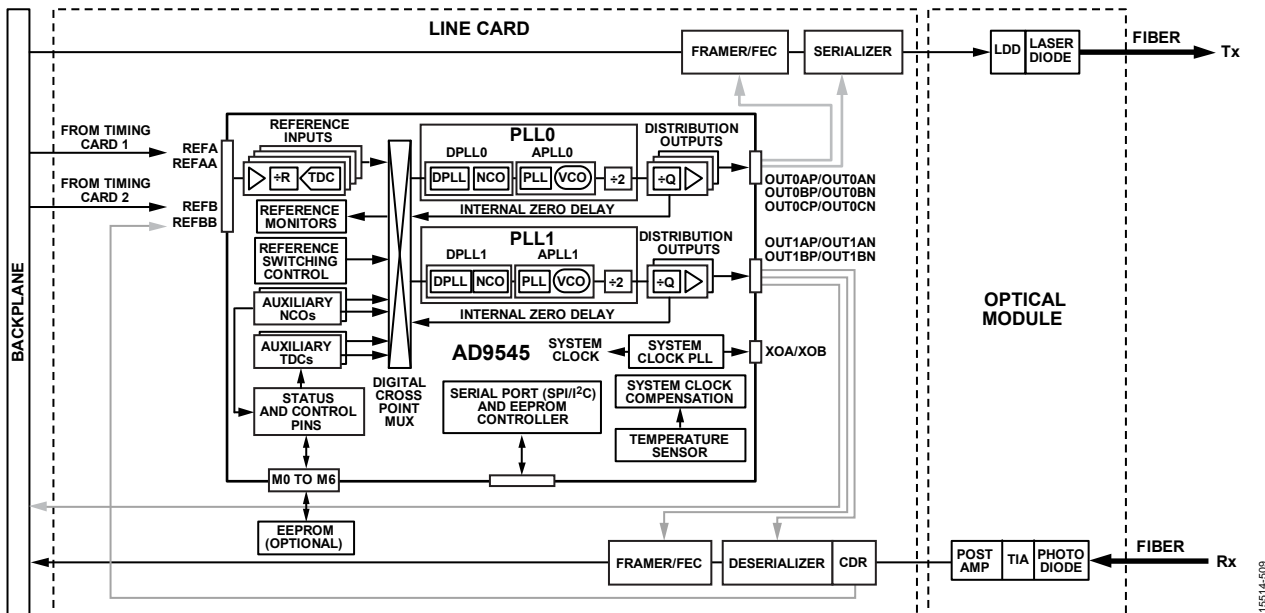 LINE CARD
FRAMER/FEC
SERIALIZER
LDD
LASER
DIODE
FIBER
Tx
BACKPLANE
FROM TIMING
CARD 1
REFA
REFAA
FROM TIMING
CARD 2
REFB
REFBB
REFERENCE
INPUTS
÷R
TDC
REFERENCE
MONITORS
REFERENCE
SWITCHING
CONTROL
AUXILIARY
NCOs
AUXILIARY
TDCs
STATUS
AND CONTROL
PINS
M0 TO M6
EEPROM
(OPTIONAL)
DIGITAL
CROSS
POINT
MUX
PLL0
DPLL0
APLL0
DPLL
NCO
PLL
VCO
÷2
DISTRIBUTION
OUTPUTS
÷Q
INTERNAL ZERO DELAY
OUT0AP/OUT0AN
OUT0BP/OUT0BN
OUT0CP/OUT0CN
PLL1
DPLL1
APLL1
DPLL
NCO
PLL
VCO
÷2
DISTRIBUTION
OUTPUTS
÷Q
INTERNAL ZERO DELAY
OUT1AP/OUT1AN
OUT1BP/OUT1BN
AD9545
SYSTEM
CLOCK
SYSTEM
CLOCK PLL
XOA/XOB
SERIAL PORT (SPI/I²C)
AND EEPROM
CONTROLLER
SYSTEM CLOCK
COMPENSATION
TEMPERATURE
SENSOR
OPTICAL
MODULE
FRAMER/FEC
DESERIALIZER
CDR
POST
AMP
TIA
PHOTO
DIODE
FIBER
Rx
15514-509